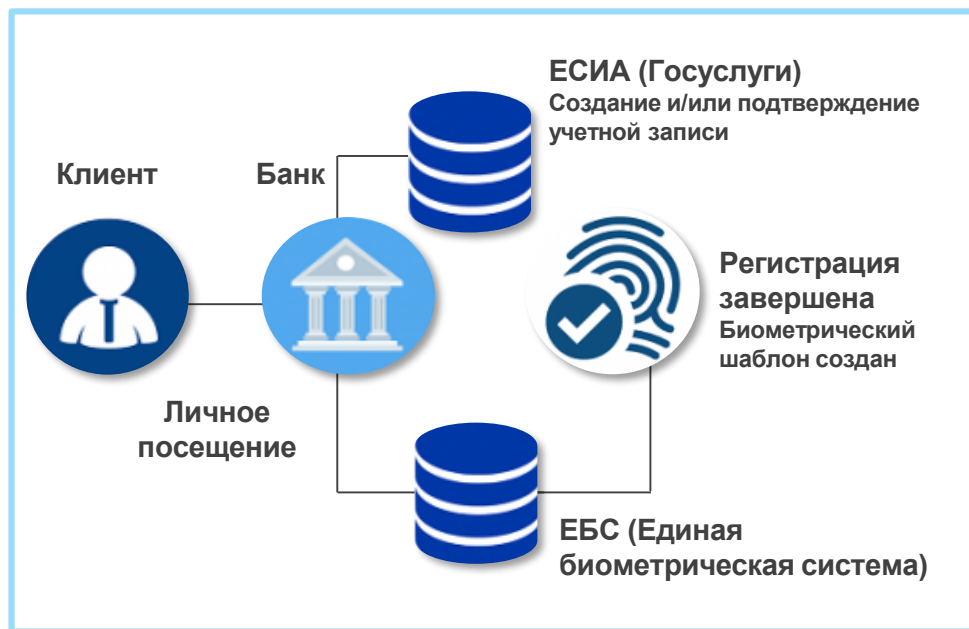 ЕСИА (Госуслуги)
Создание и/или подтверждение
учетной записи
Клиент
Банк
Регистрация
завершена
Биометрический
шаблон создан
Личное
посещение
ЕБС (Единая
биометрическая система)